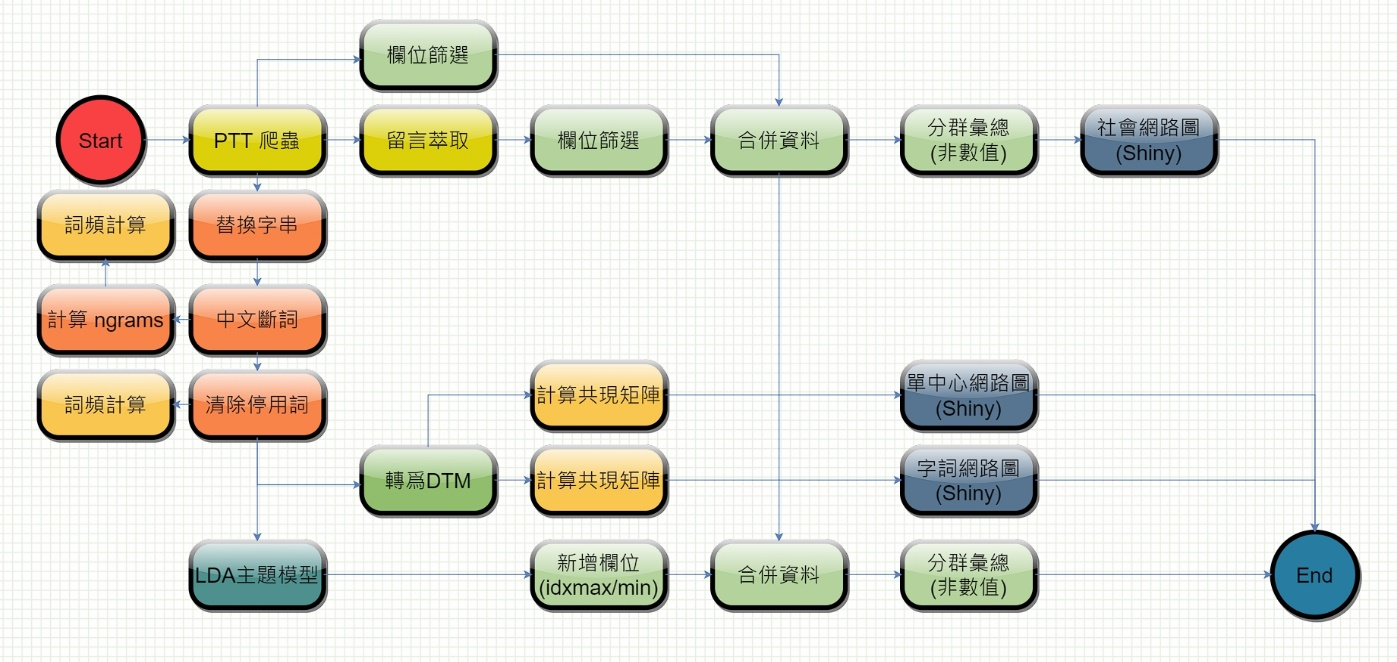 欄位篩選
Start
PTT 爬蟲
留言萃取
欄位篩選
合併資料
分群彙總
(非數值)
社會網路圖
(Shiny)
詞頻計算
替換字串
計算 ngrams
中文斷詞
詞頻計算
清除停用詞
計算共現矩陣
單中心網路圖
(Shiny)
轉為DTM
計算共現矩陣
字詞網路圖
(Shiny)
LDA主題模型
新增欄位
(idxmax/min)
合併資料
分群彙總
(非數值)
End